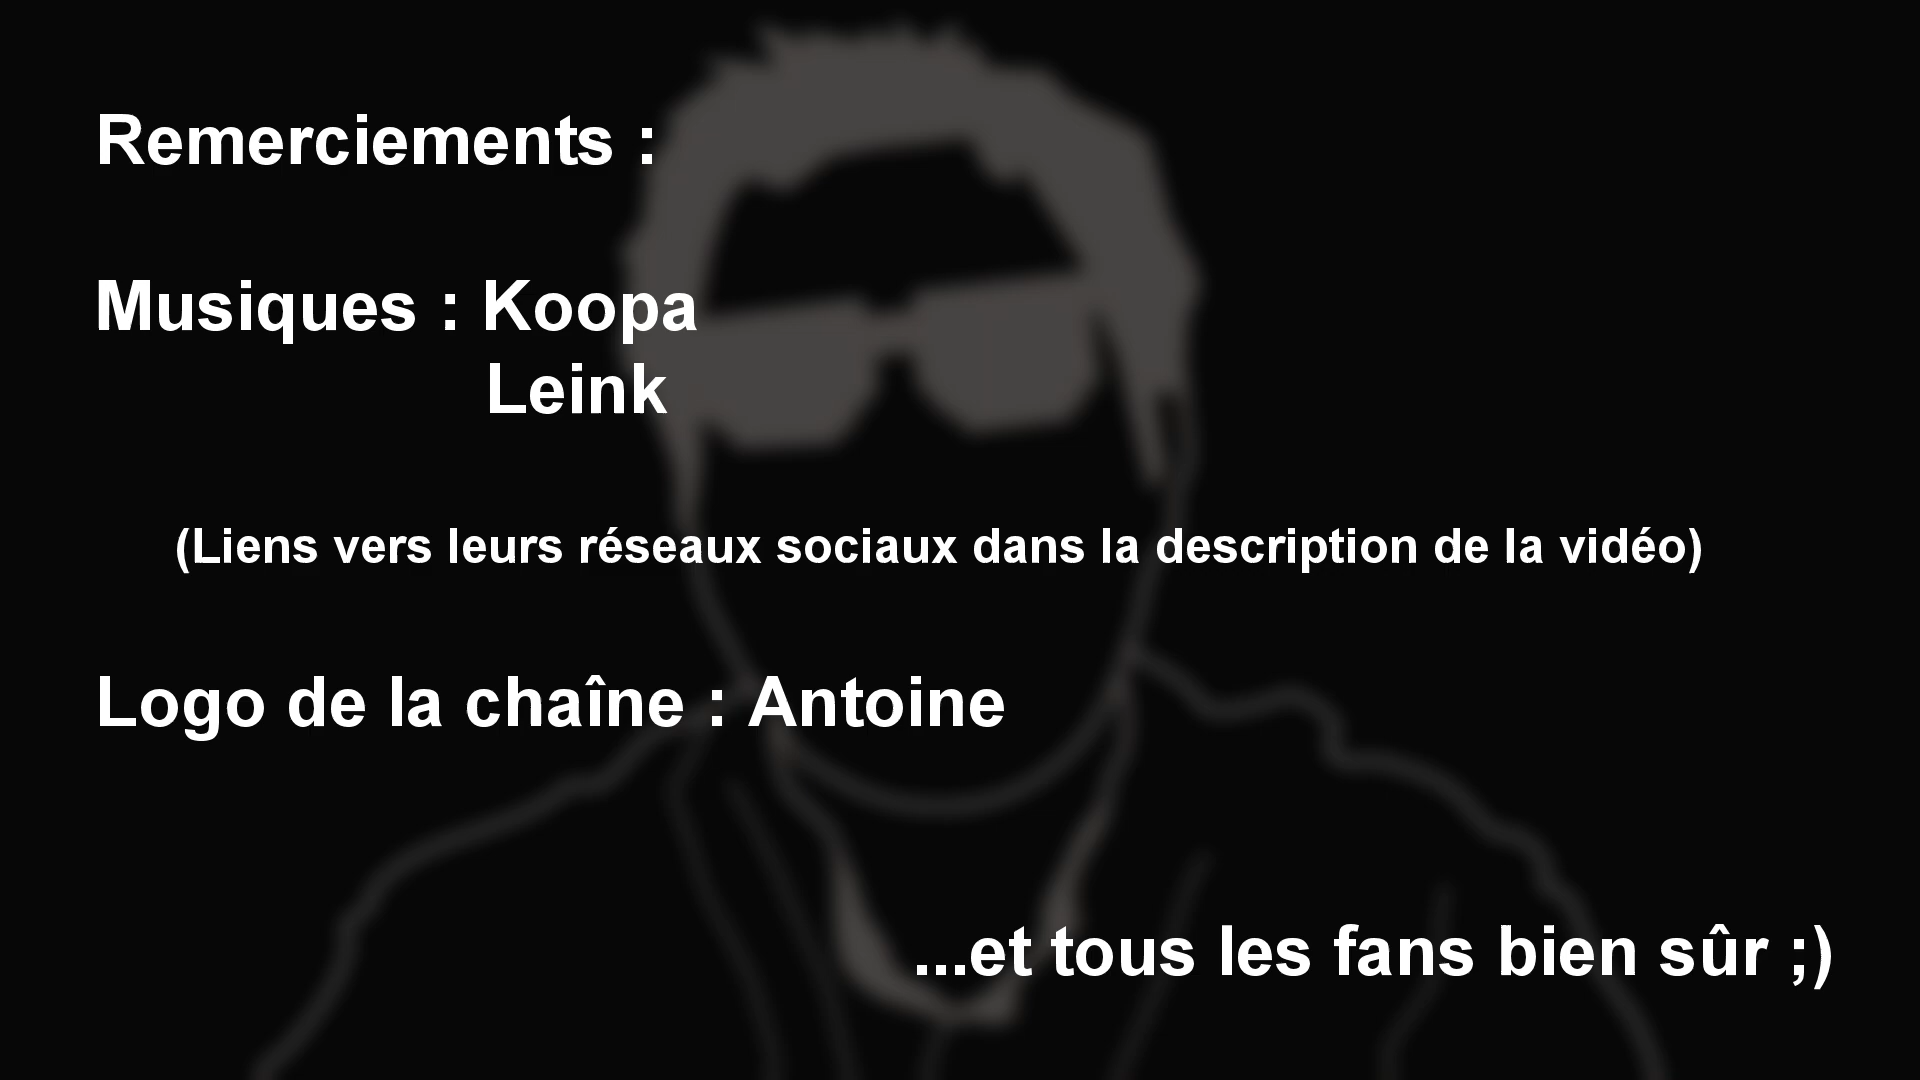 Remerciements :
Musiques : Koopa
Leink
(Liens vers leurs réseaux sociaux dans la description de la vidéo)
Logo de la chaîne : Antoine
...et tous les fans bien sûr ;)